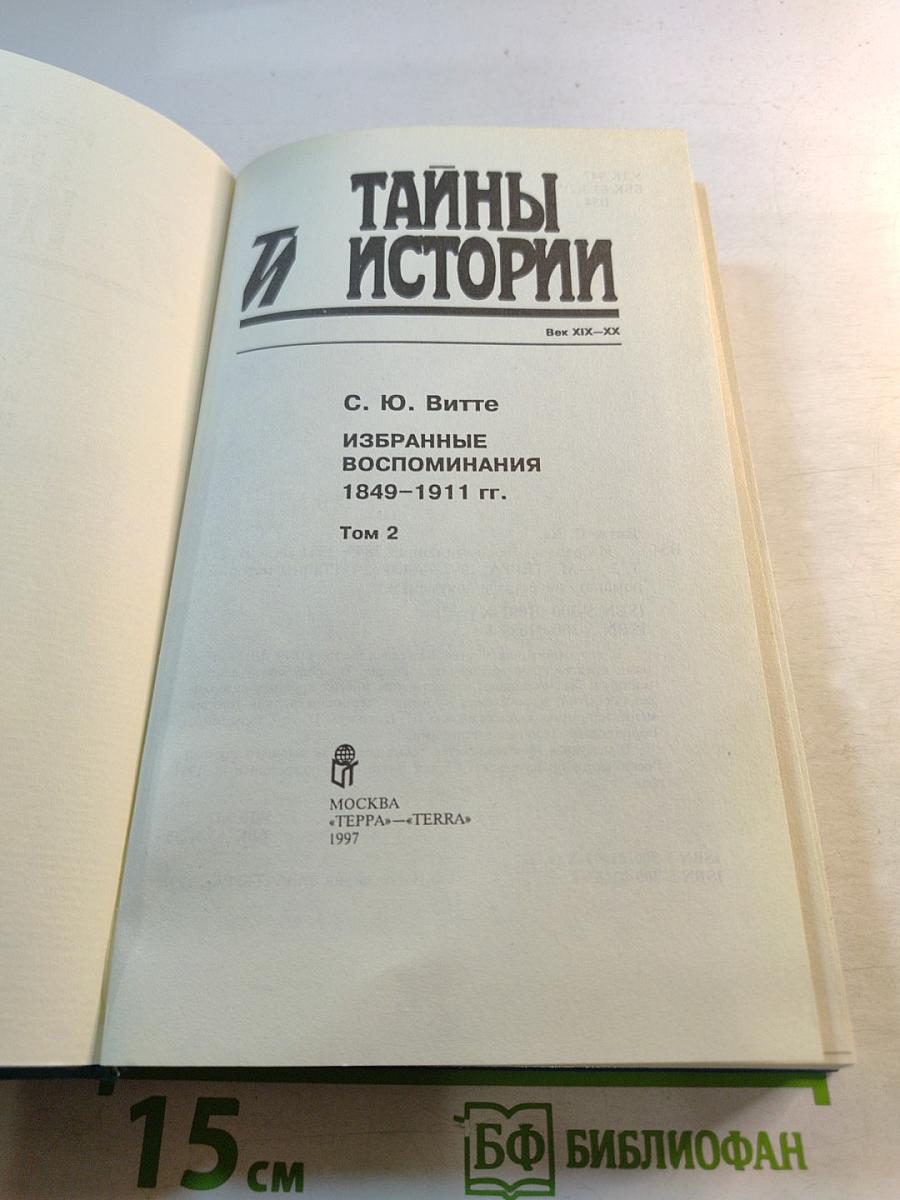 ТАЙНЫ
ТИ ИСТОРИИ
Век XIX—XX
С. Ю. Витте
ИЗБРАННЫЕ
ВОСПОМИНАНИЯ
1849–1911 гг.
Том 2
МОСКВА
«ТЕРРА»—«TERRA»
1997
15 см
БФ БИБЛИОФАН